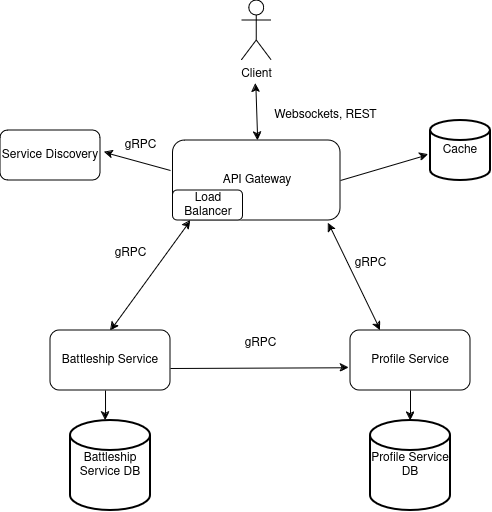 Client
Websockets, REST
gRPC
Service Discovery
Cache
API Gateway
Load
Balancer
gRPC
gRPC
gRPC
Battleship Service
Profile Service
Battleship
Service DB
Profile Service
DB